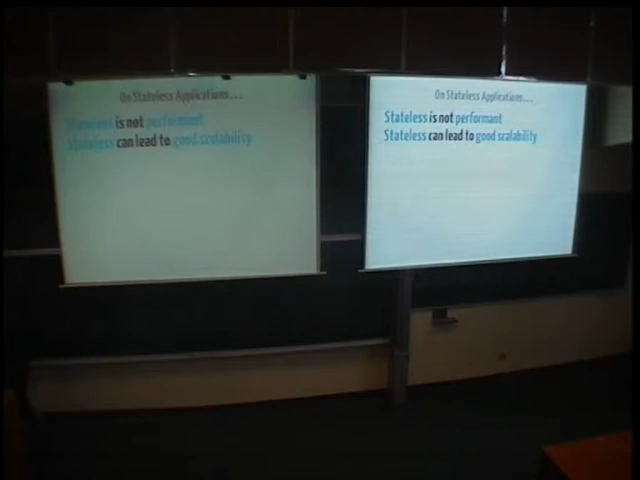 On Stateless Applications...
Stateless is not performant
Stateless can lead to good scalability
On Stateless Applications...
Stateless is not performant
Stateless can lead to good scalability